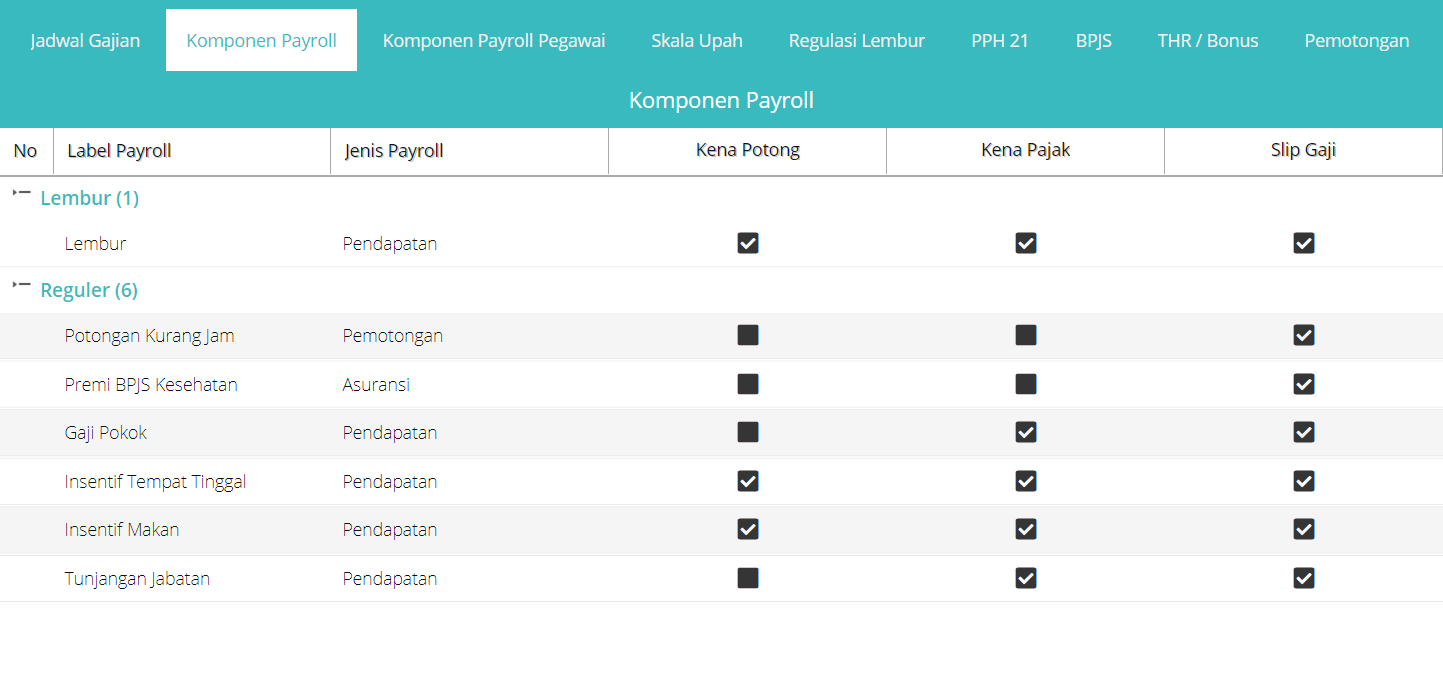 Jadwal Gajian Komponen Payroll Komponen Payroll Pegawai Skala Upah Regulasi Lembur PPH 21 BPJS THR / Bonus Pemotongan
Komponen Payroll
No Label Payroll Jenis Payroll Kena Potong Kena Pajak Slip Gaji
Lembur (1)
Lembur Pendapatan
Reguler (6)
Potongan Kurang Jam Pemotongan
Premi BPJS Kesehatan Asuransi
Gaji Pokok Pendapatan
Insentif Tempat Tinggal Pendapatan
Insentif Makan Pendapatan
Tunjangan Jabatan Pendapatan